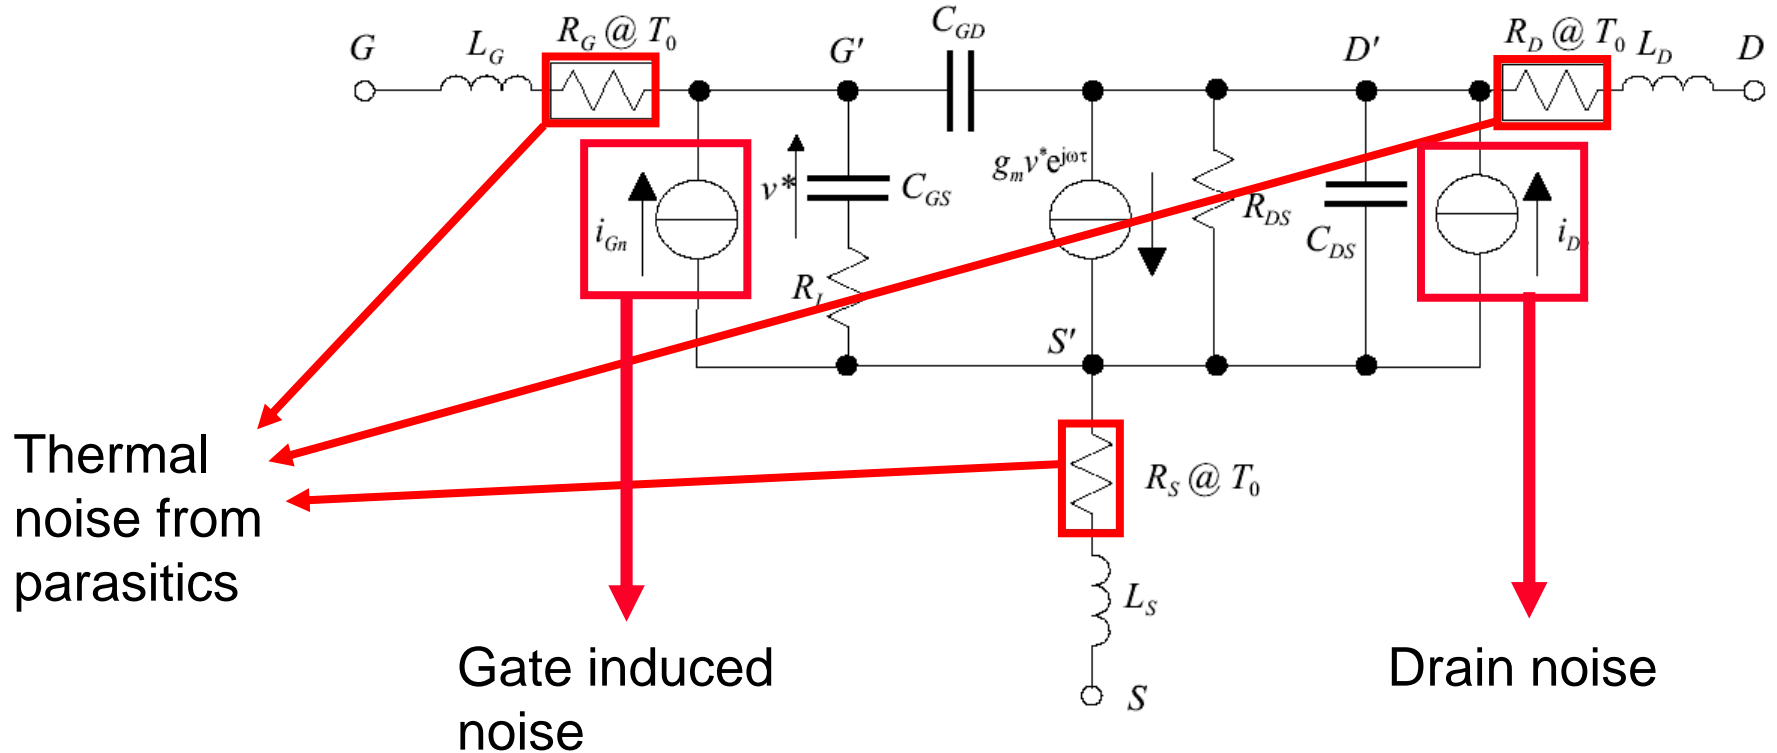 G
L_G
R_G @ T_0
G'
C_GD
D'
R_D @ T_0
L_D
D
i_Gn
v*
C_GS
g_m v*e^jωτ
R_DS
C_DS
i_D
R_I
S'
R_S @ T_0
L_S
S
Thermal
noise from
parasitics
Gate induced
noise
Drain noise